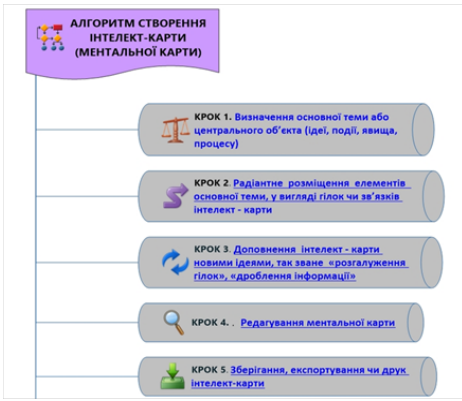 АЛГОРИТМ СТВОРЕННЯ
ІНТЕЛЕКТ-КАРТИ
(МЕНТАЛЬНОЇ КАРТИ)
КРОК 1. Визначення основної теми або
центрального об'єкта (ідеї, події, явища,
процесу)
КРОК 2. Радіантне розміщення елементів
основної теми, у вигляді гілок чи зв'язків
інтелект - карти
КРОК 3. Доповнення інтелект - карти
новими ідеями, так зване «розгалуження
гілок», «дроблення інформації»
КРОК 4. . Редагування ментальної карти
КРОК 5. Зберігання, експортування чи друк
інтелект-карти